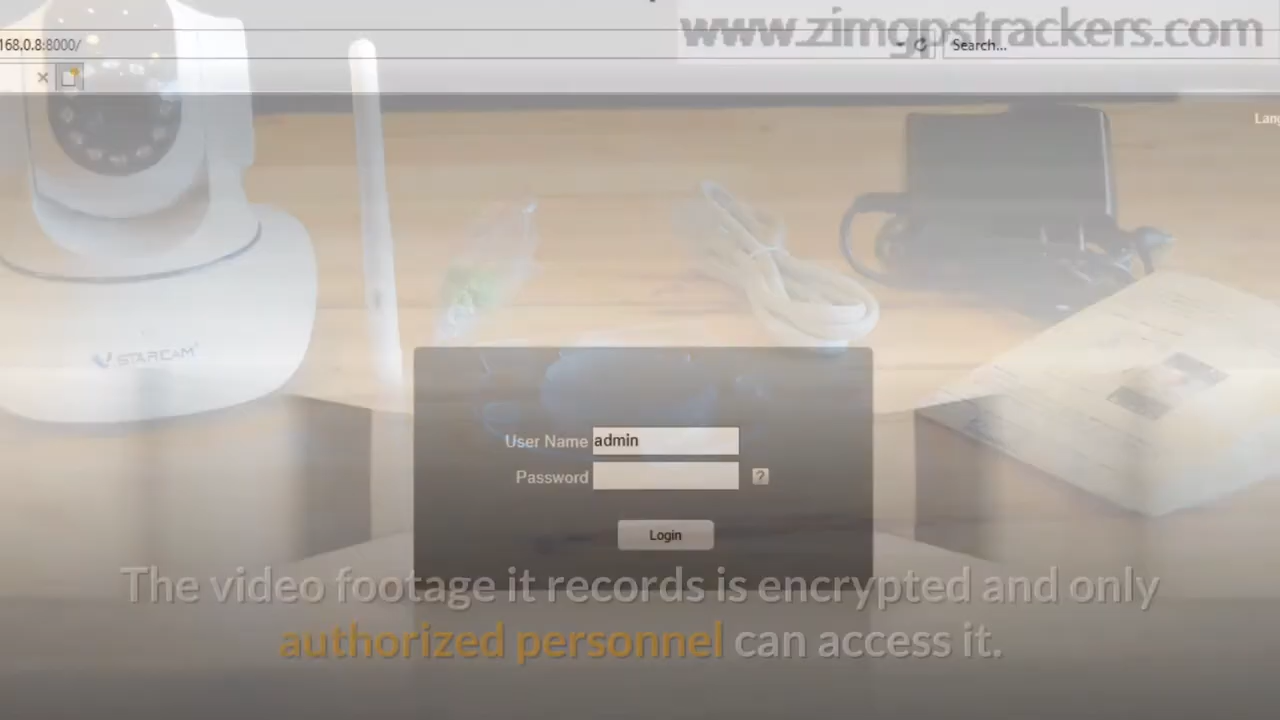 www.zimgpstrackers.com
168.0.8:8000/
Search...
Lang
VSTARCAM
User Name admin
Password ?
Login
The video footage it records is encrypted and only
authorized personnel can access it.